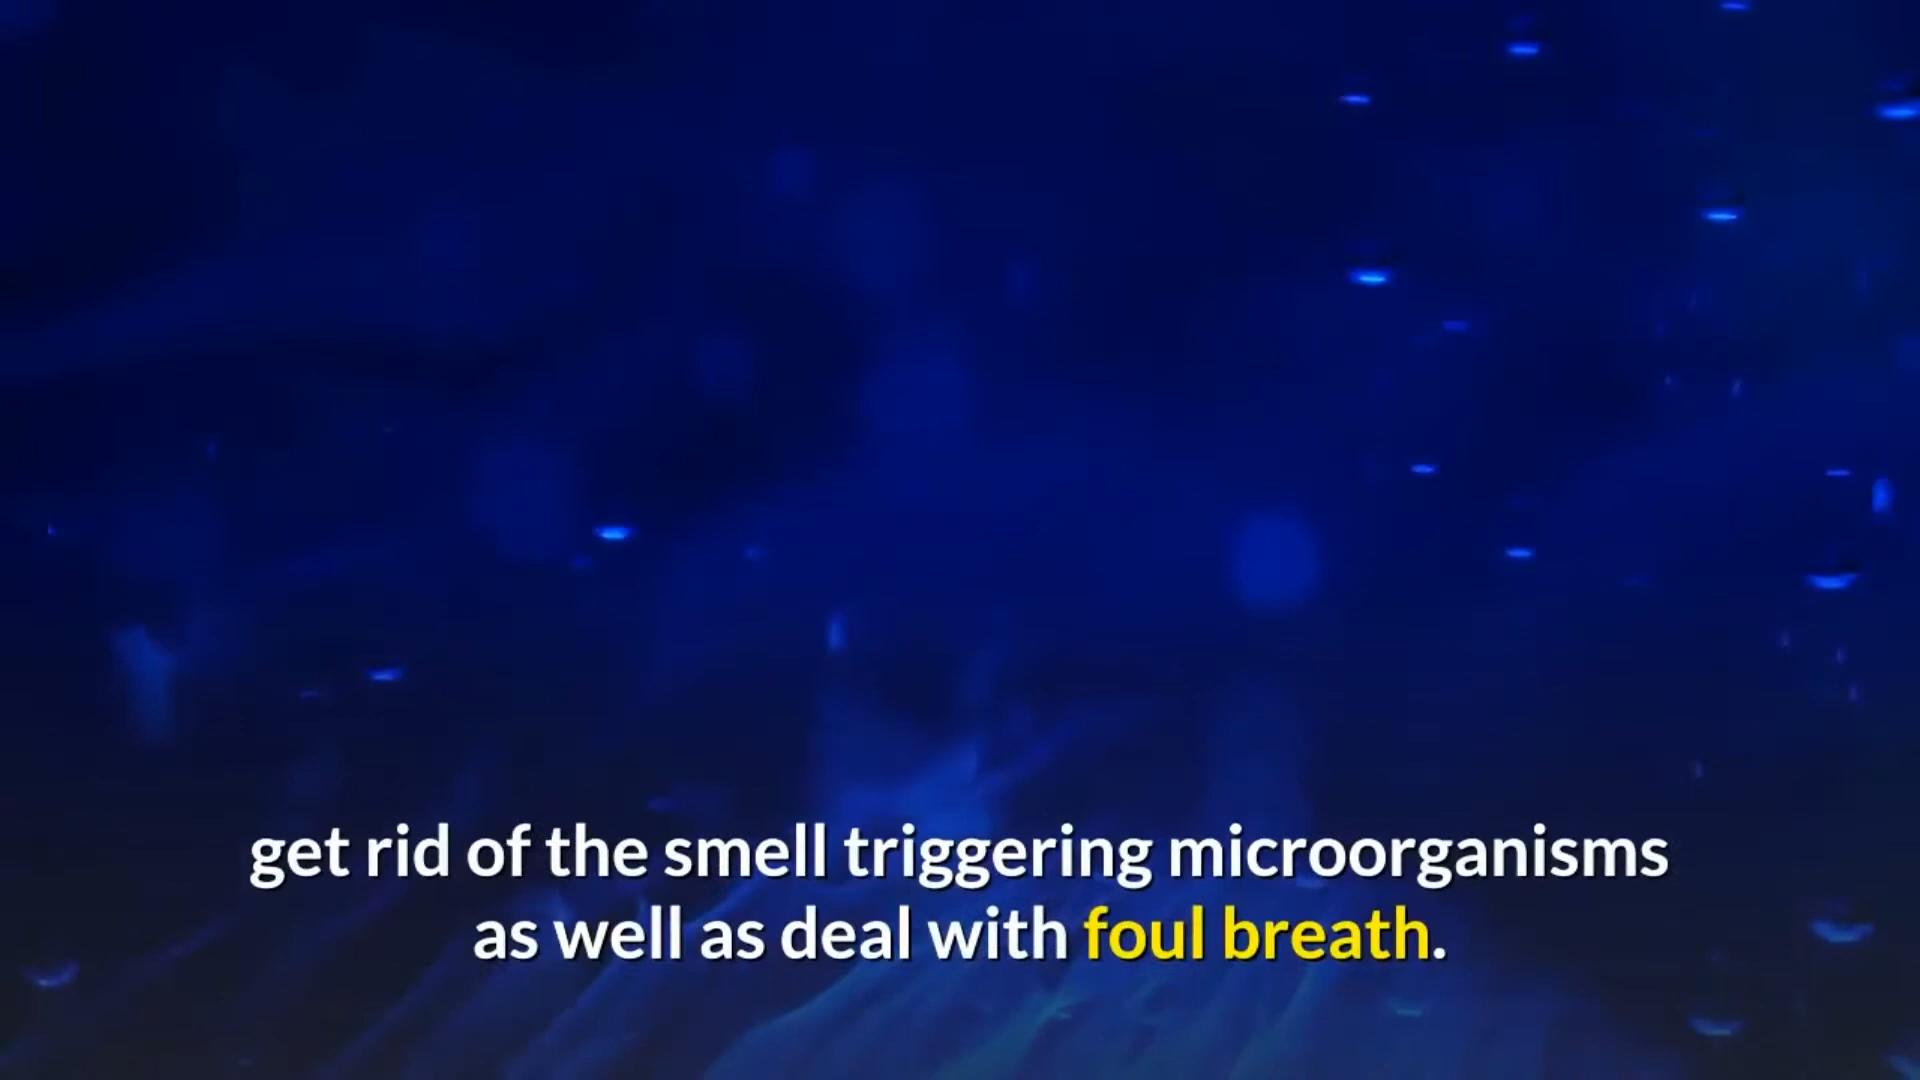 get rid of the smell triggering microorganisms
as well as deal with foul breath.